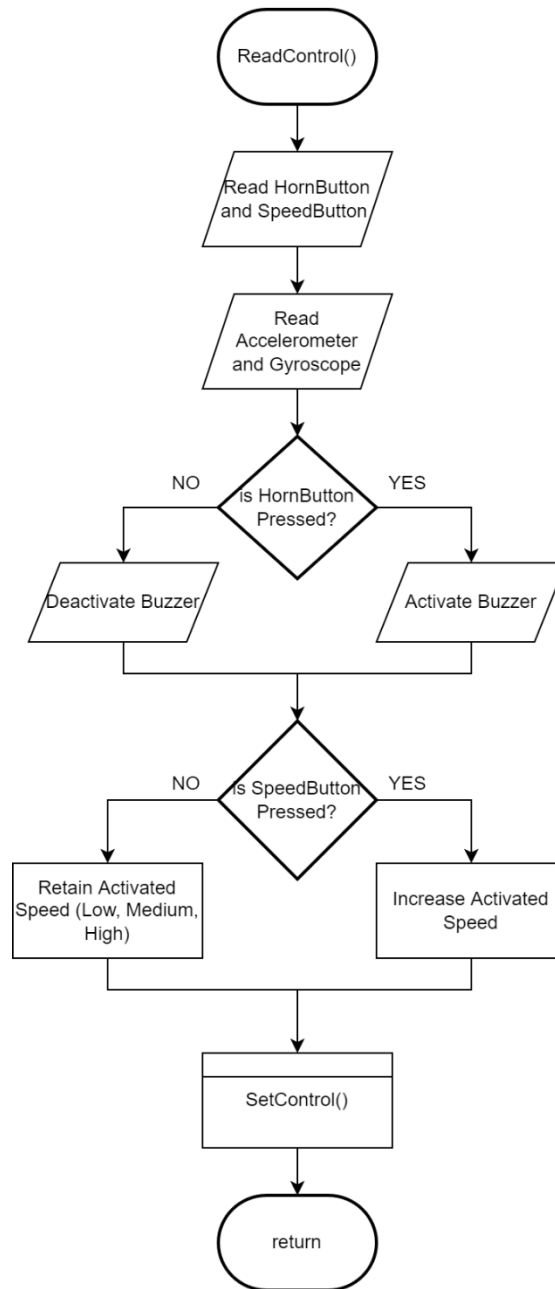 ReadControl()
Read HornButton
and SpeedButton
Read
Accelerometer
and Gyroscope
is HornButton
Pressed?
NO
YES
Deactivate Buzzer
Activate Buzzer
is SpeedButton
Pressed?
NO
YES
Retain Activated
Speed (Low, Medium,
High)
Increase Activated
Speed
SetControl()
return